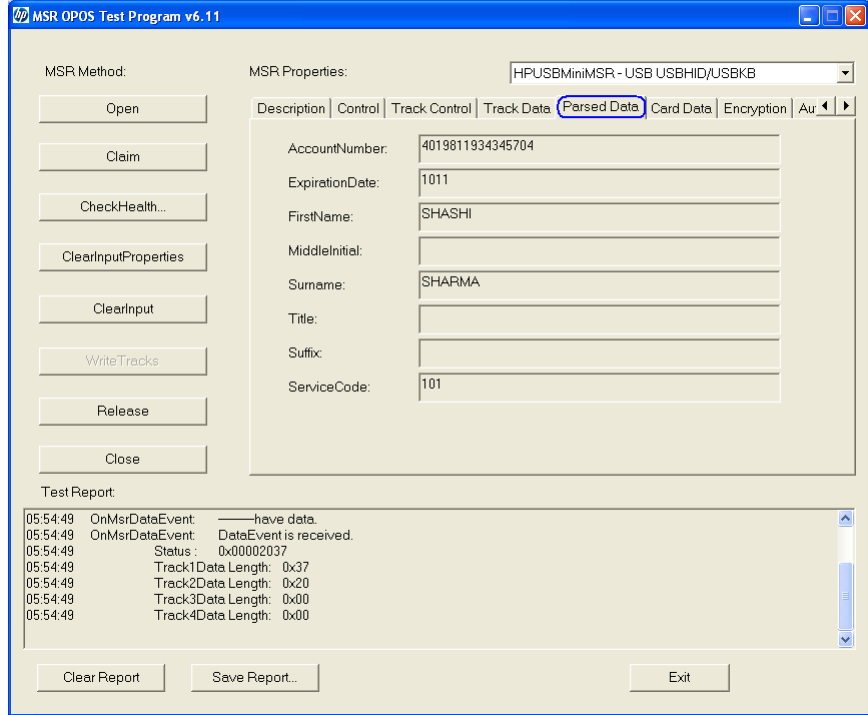 MSR OPOS Test Program v6.11
MSR Method:
MSR Properties:
HPUSBMiniMSR - USB USBHID/USBKB
Open
Claim
CheckHealth...
ClearInputProperties
ClearInput
WriteTracks
Release
Close
Description Control Track Control Track Data Parsed Data Card Data Encryption Au
AccountNumber: 4019811934345704
ExpirationDate: 1011
FirstName: SHASHI
MiddleInitial:
Surname: SHARMA
Title:
Suffix:
ServiceCode: 101
Test Report:
05:54:49 OnMsrDataEvent: ———have data.
05:54:49 OnMsrDataEvent: DataEvent is received.
05:54:49 Status : 0x00002037
05:54:49 Track1Data Length: 0x37
05:54:49 Track2Data Length: 0x20
05:54:49 Track3Data Length: 0x00
05:54:49 Track4Data Length: 0x00
Clear Report
Save Report...
Exit